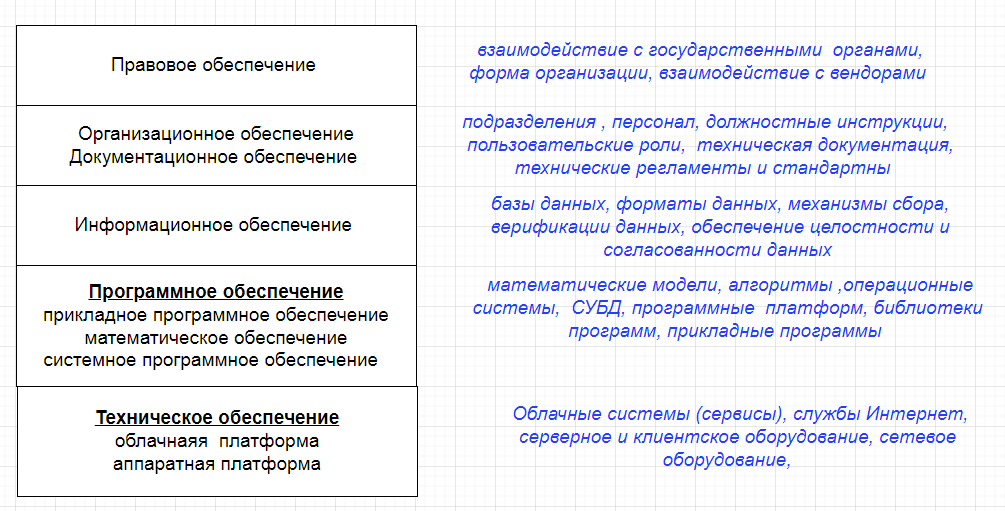 Правовое обеспечение
взаимодействие с государственными органами,
форма организации, взаимодействие с вендорами
Организационное обеспечение
Документационное обеспечение
подразделения , персонал, должностные инструкции,
пользовательские роли, техническая документация,
технические регламенты и стандартны
Информационное обеспечение
базы данных, форматы данных, механизмы сбора,
верификации данных, обеспечение целостности и
согласованности данных
Программное обеспечение
прикладное программное обеспечение
математическое обеспечение
системное программное обеспечение
математические модели, алгоритмы ,операционные
системы, СУБД, программные платформ, библиотеки
программ, прикладные программы
Техническое обеспечение
облачнаяя платформа
аппаратная платформа
Облачные системы (сервисы), службы Интернет,
серверное и клиентское оборудование, сетевое
оборудование,